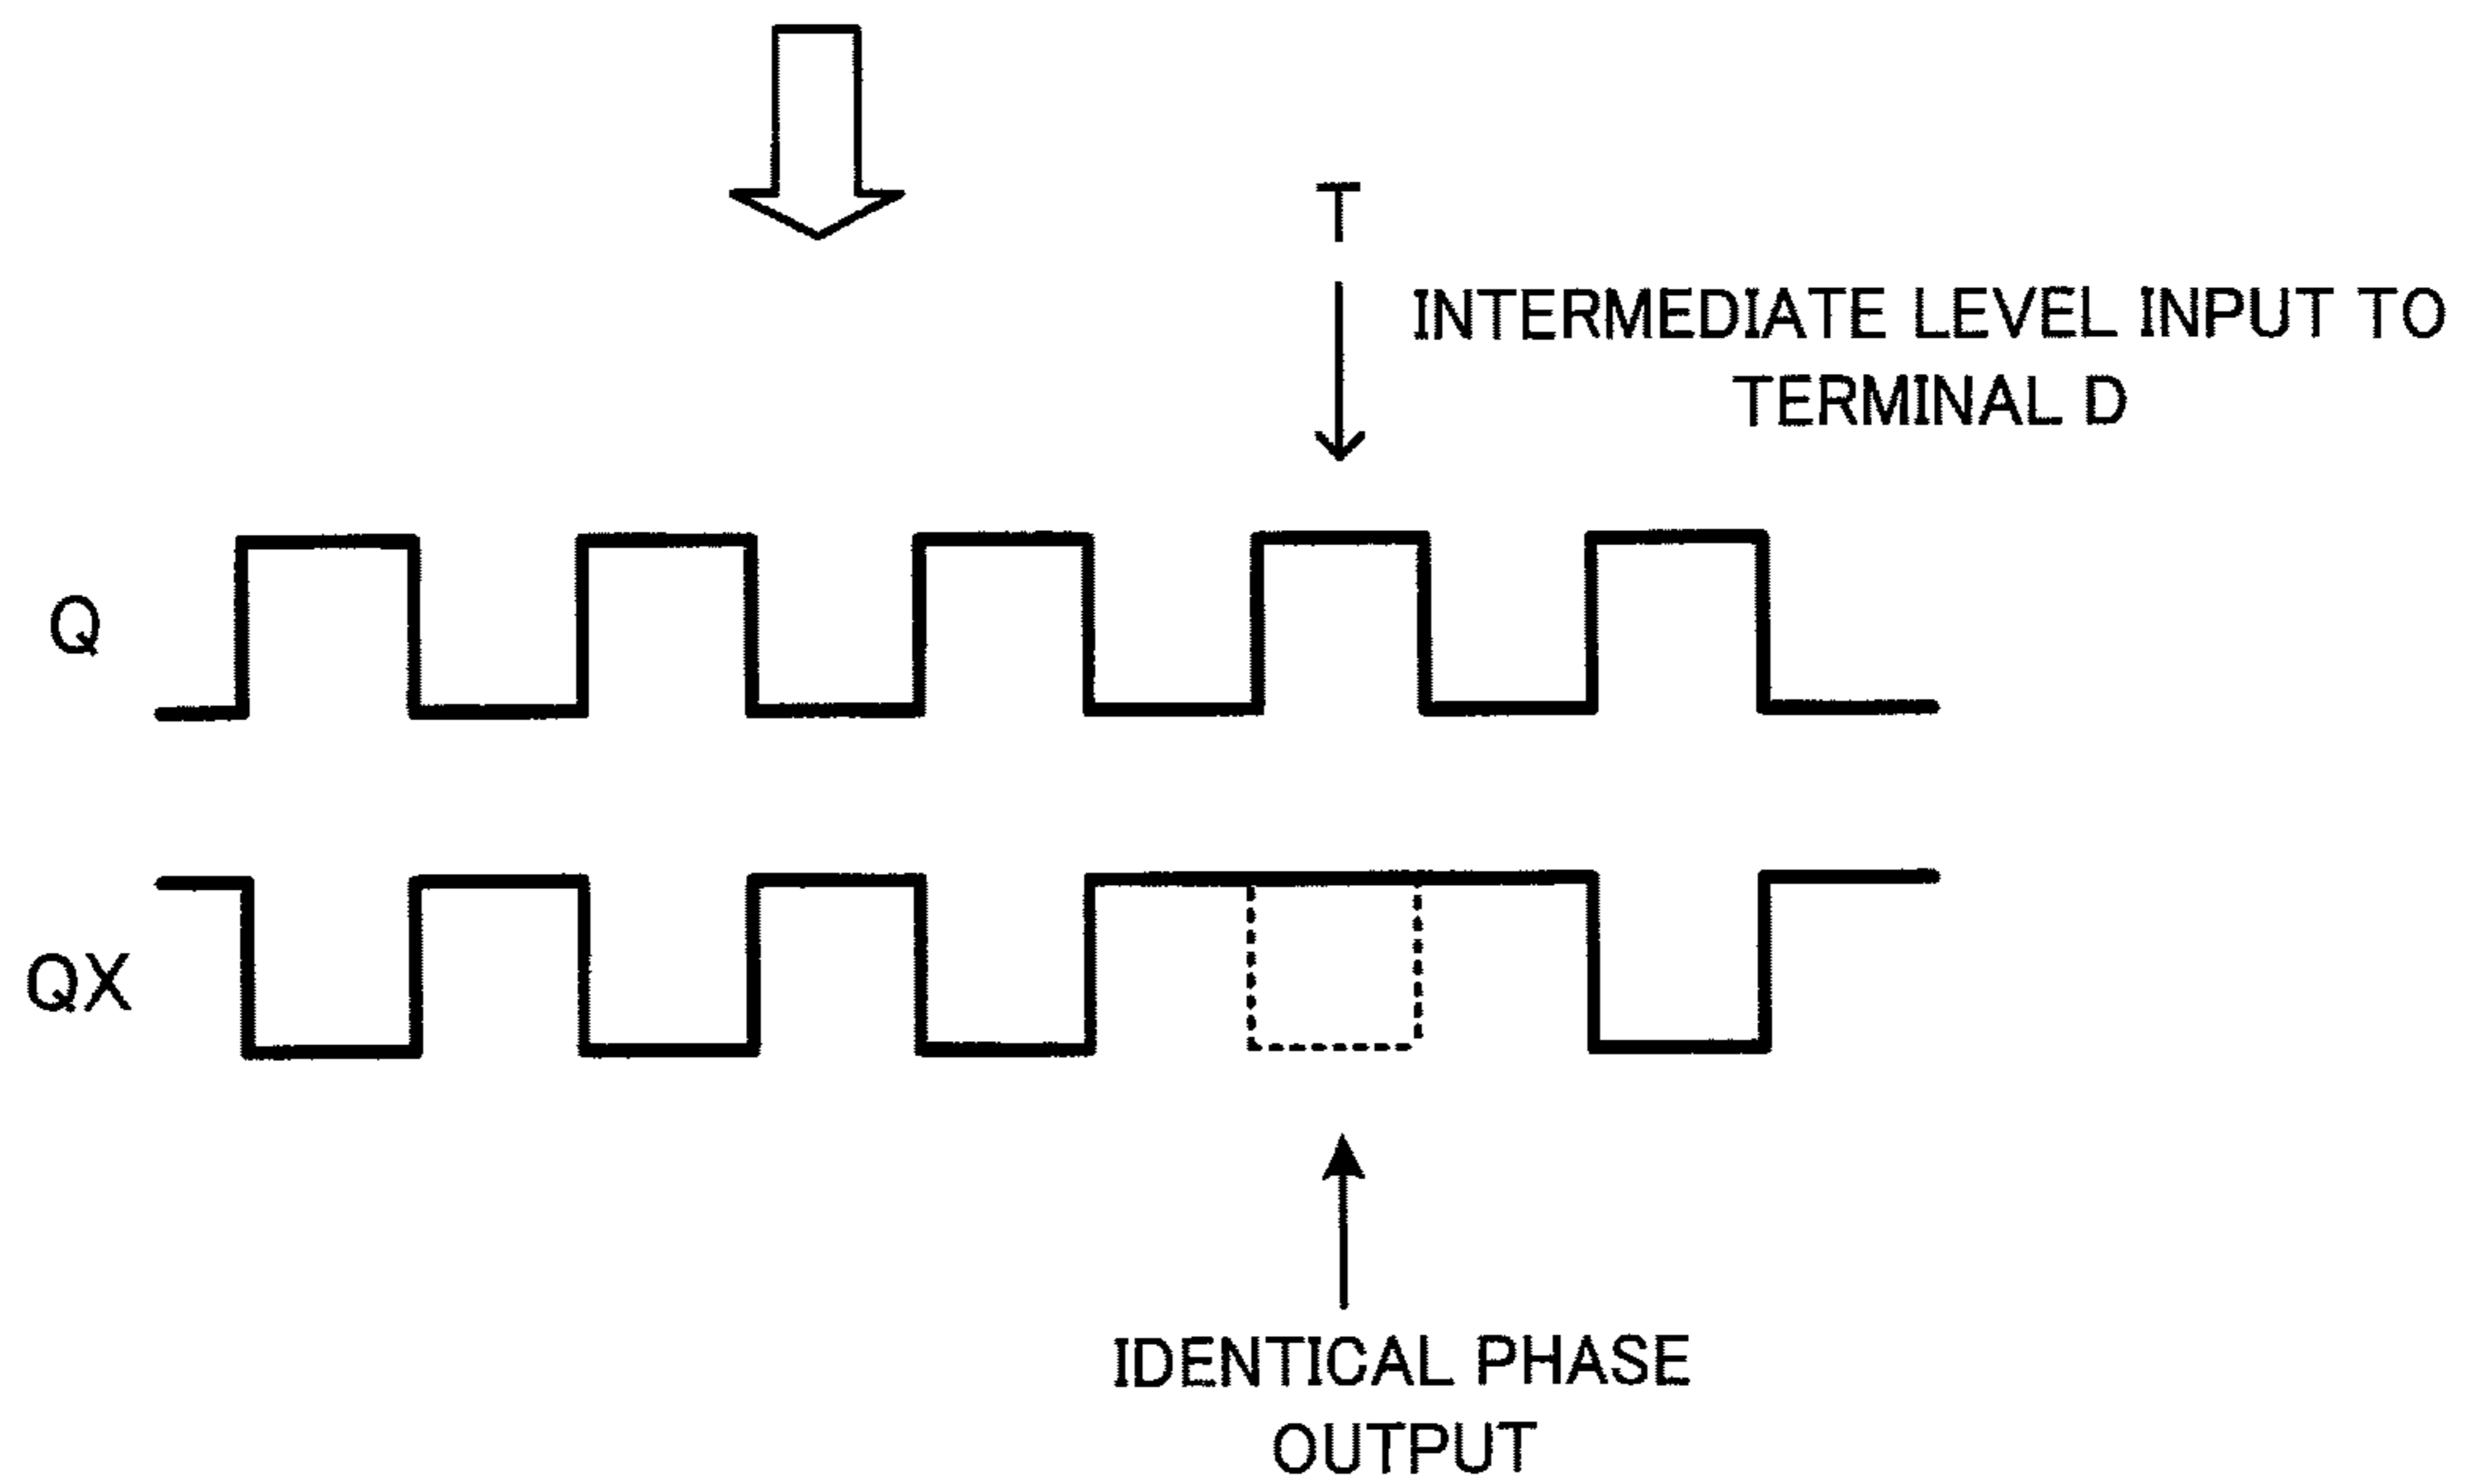 T
INTERMEDIATE LEVEL INPUT TO
TERMINAL D
Q
QX
IDENTICAL PHASE
OUTPUT